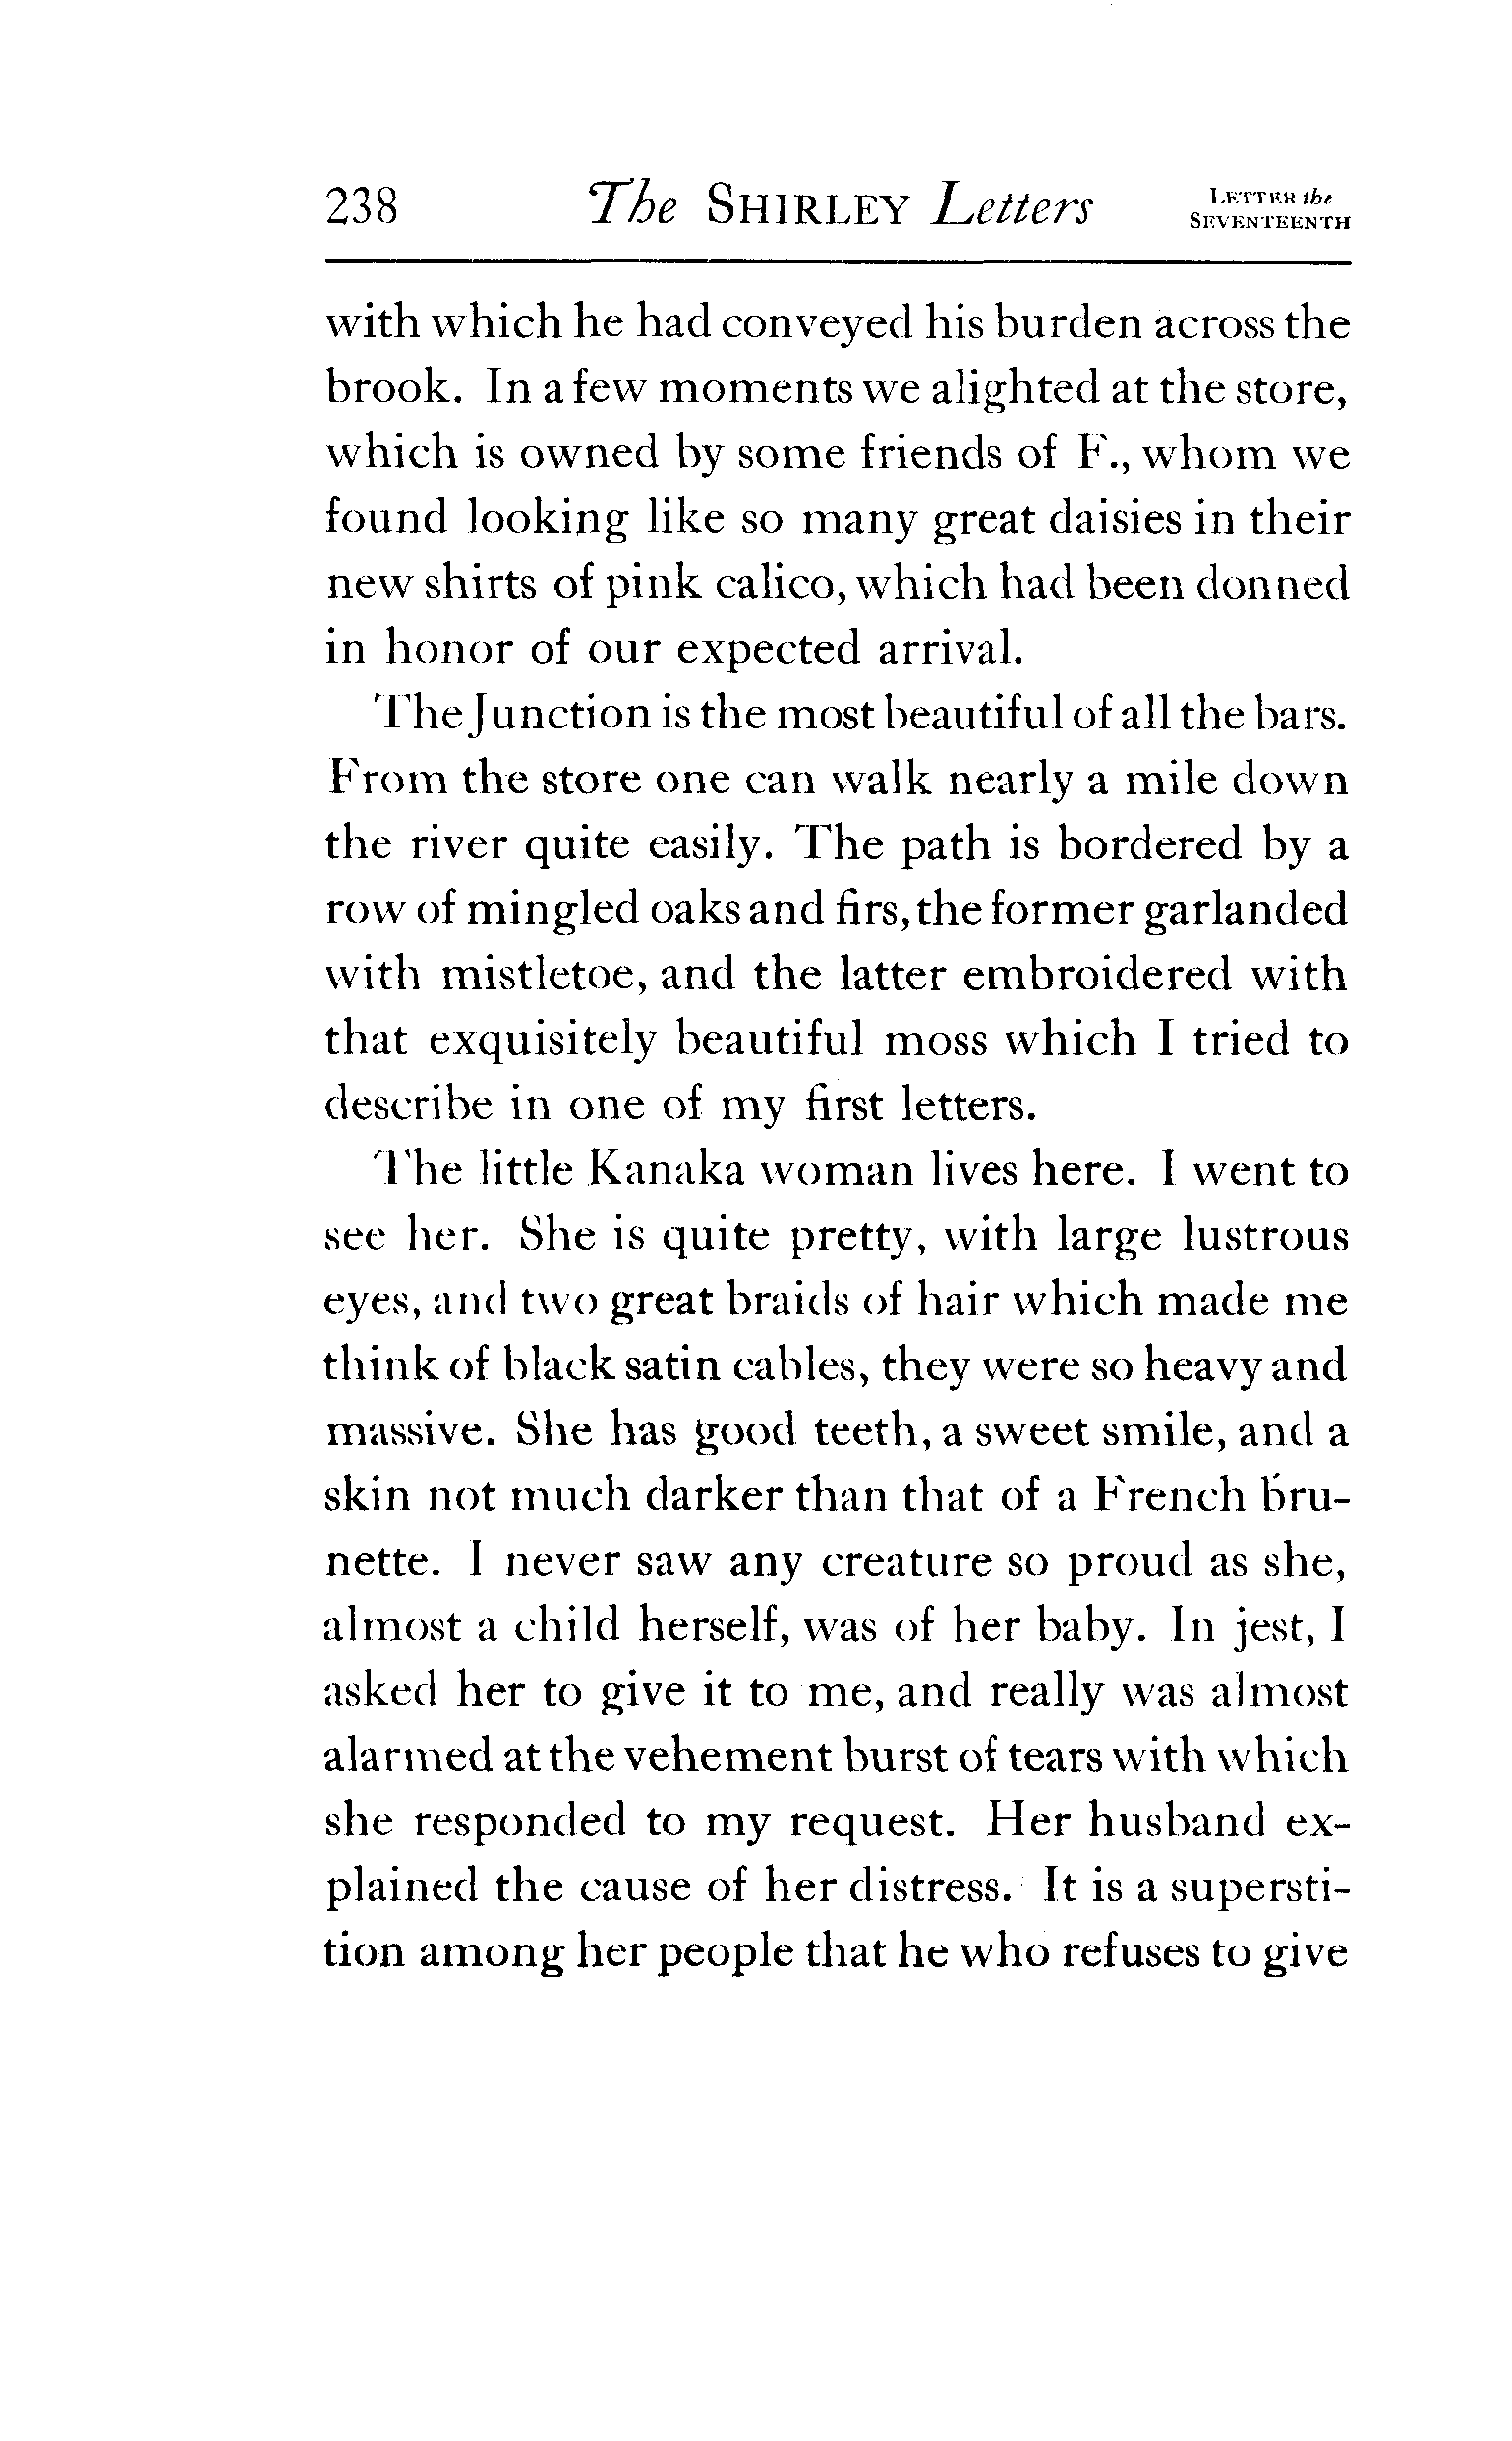 238 The SHIRLEY Letters LETTER the
SEVENTEENTH
with which he had conveyed his burden across the
brook. In a few moments we alighted at the store,
which is owned by some friends of F., whom we
found looking like so many great daisies in their
new shirts of pink calico, which had been donned
in honor of our expected arrival.
The Junction is the most beautiful of all the bars.
From the store one can walk nearly a mile down
the river quite easily. The path is bordered by a
row of mingled oaks and firs, the former garlanded
with mistletoe, and the latter embroidered with
that exquisitely beautiful moss which I tried to
describe in one of my first letters.
The little Kanaka woman lives here. I went to
see her. She is quite pretty, with large lustrous
eyes, and two great braids of hair which made me
think of black satin cables, they were so heavy and
massive. She has good teeth, a sweet smile, and a
skin not much darker than that of a French bru-
nette. I never saw any creature so proud as she,
almost a child herself, was of her baby. In jest, I
asked her to give it to me, and really was almost
alarmed at the vehement burst of tears with which
she responded to my request. Her husband ex-
plained the cause of her distress. It is a supersti-
tion among her people that he who refuses to give